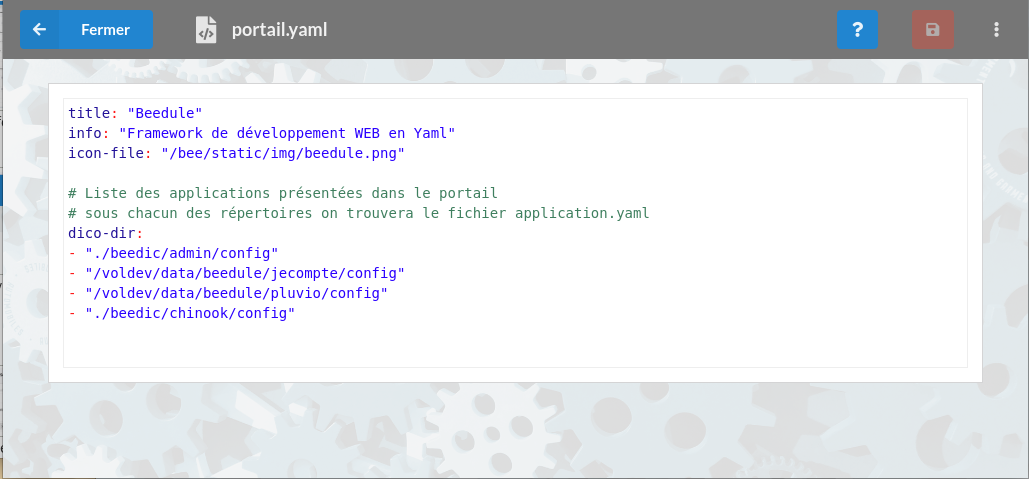 Fermer
portail.yaml
?
title: "Beedule"
info: "Framework de développement WEB en Yaml"
icon-file: "/bee/static/img/beedule.png"
# Liste des applications présentées dans le portail
# sous chacun des répertoires on trouvera le fichier application.yaml
dico-dir:
- "./beedic/admin/config"
- "/voldev/data/beedule/jecompte/config"
- "/voldev/data/beedule/pluvio/config"
- "./beedic/chinook/config"